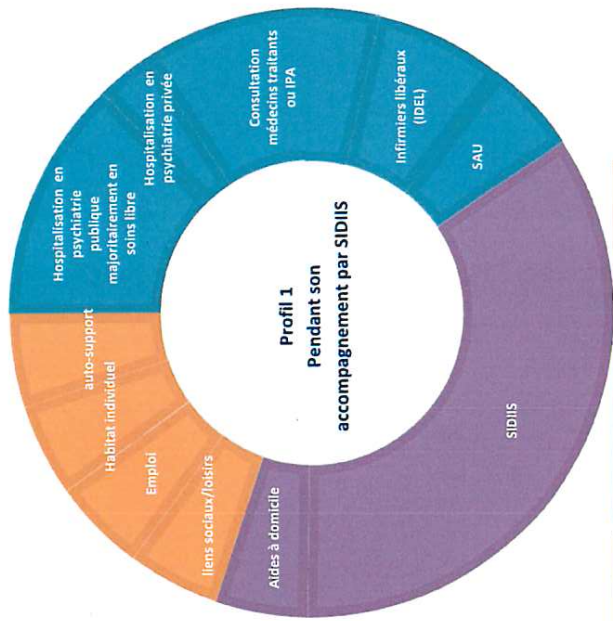 Hospitalisation en
psychiatrie
publique
majoritairement en
soins libre
Hospitalisation en
psychiatrie privée
Consultation
médecins traitants
ou IPA
Infirmiers libéraux
(IDEL)
SAU
SIDIIS
Aides à domicile
liens sociaux/loisirs
Emploi
Habitat individuel
auto-support
Profil 1
Pendant son
accompagnement par SIDIIS